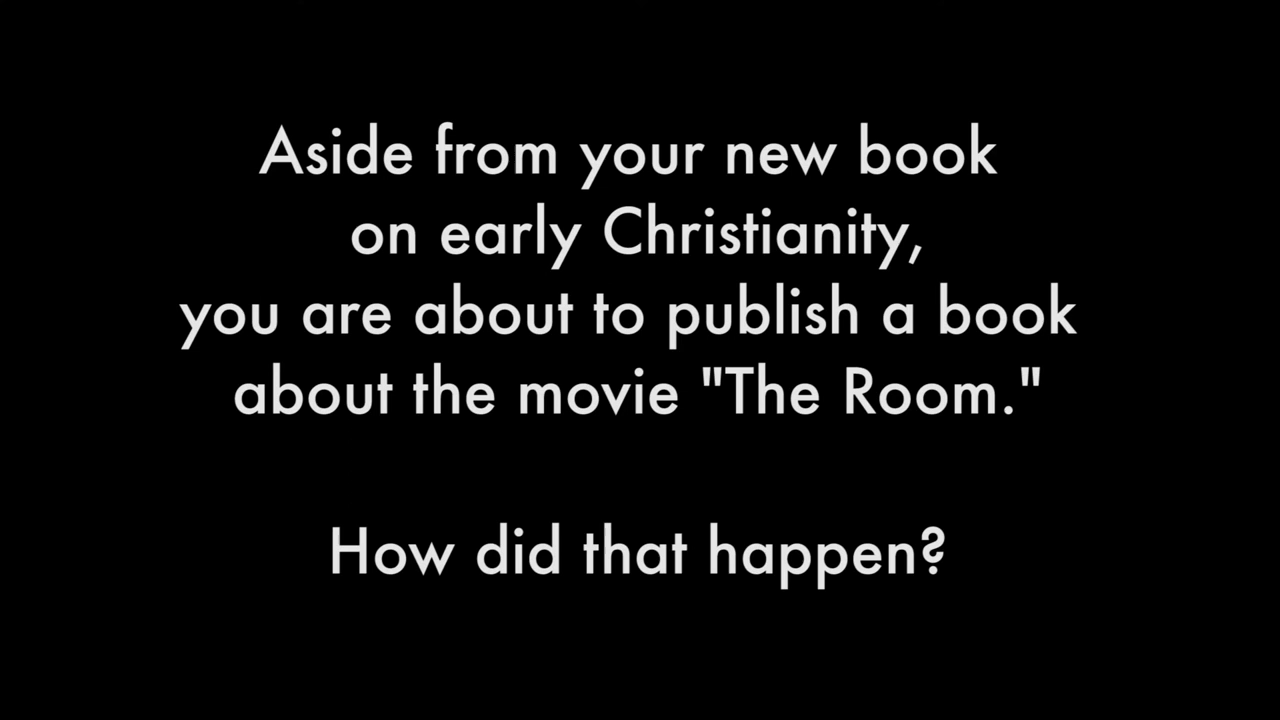 Aside from your new book
on early Christianity,
you are about to publish a book
about the movie "The Room."
How did that happen?